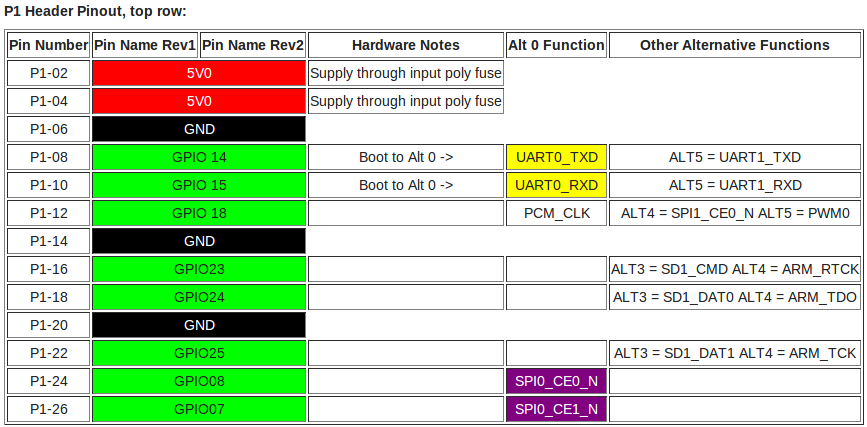 P1 Header Pinout, top row:
Pin Number Pin Name Rev1 Pin Name Rev2 Hardware Notes Alt 0 Function Other Alternative Functions
P1-02 5V0 Supply through input poly fuse
P1-04 5V0 Supply through input poly fuse
P1-06 GND
P1-08 GPIO 14 Boot to Alt 0 -> UART0_TXD ALT5 = UART1_TXD
P1-10 GPIO 15 Boot to Alt 0 -> UART0_RXD ALT5 = UART1_RXD
P1-12 GPIO 18 PCM_CLK ALT4 = SPI1_CE0_N ALT5 = PWM0
P1-14 GND
P1-16 GPIO23 ALT3 = SD1_CMD ALT4 = ARM_RTCK
P1-18 GPIO24 ALT3 = SD1_DAT0 ALT4 = ARM_TDO
P1-20 GND
P1-22 GPIO25 ALT3 = SD1_DAT1 ALT4 = ARM_TCK
P1-24 GPIO08 SPI0_CE0_N
P1-26 GPIO07 SPI0_CE1_N